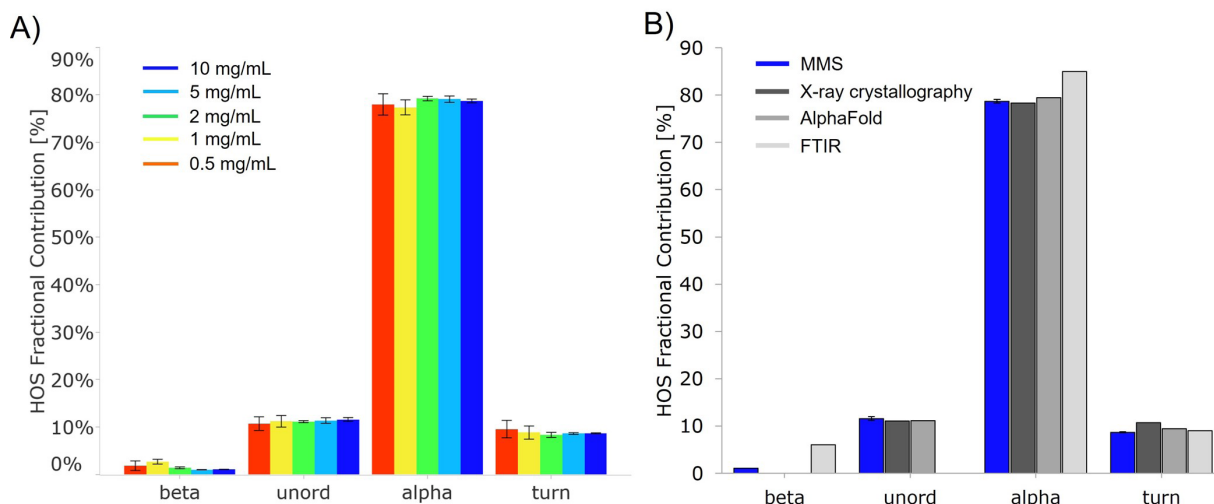 A)
HOS Fractional Contribution [%]
90%
80%
70%
60%
50%
40%
30%
20%
10%
0%
10 mg/mL
5 mg/mL
2 mg/mL
1 mg/mL
0.5 mg/mL
beta unord alpha turn
B)
HOS Fractional Contribution [%]
90
80
70
60
50
40
30
20
10
0
MMS
X-ray crystallography
AlphaFold
FTIR
beta unord alpha turn